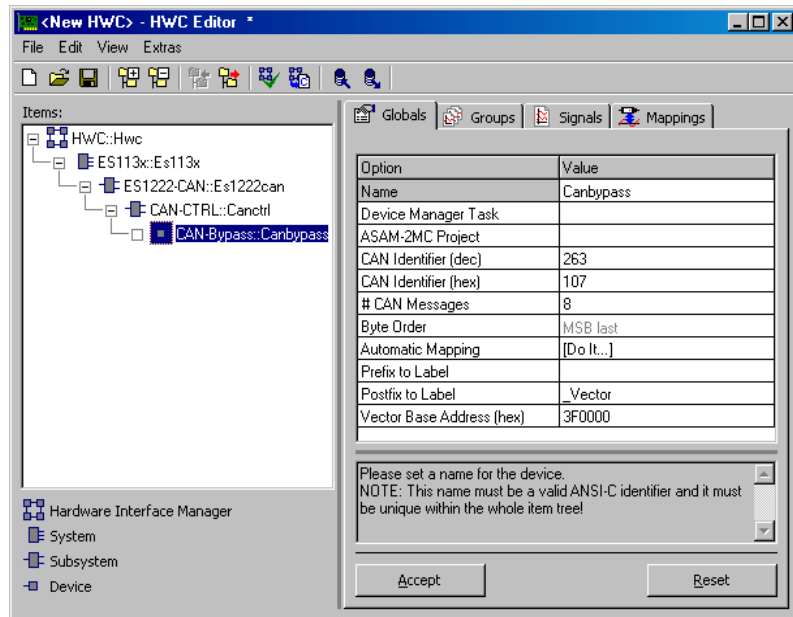 <New HWC> - HWC Editor *
File Edit View Extras
Items:
HWC::Hwc
ES113x::Es113x
ES1222-CAN::Es1222can
CAN-CTRL::Canctrl
CAN-Bypass::Canbypass
Hardware Interface Manager
System
Subsystem
Device
Globals Groups Signals Mappings
Option Value
Name Canbypass
Device Manager Task
ASAM-2MC Project
CAN Identifier (dec) 263
CAN Identifier (hex) 107
# CAN Messages 8
Byte Order MSB last
Automatic Mapping [Do It...]
Prefix to Label
Postfix to Label _Vector
Vector Base Address (hex) 3F0000
Please set a name for the device.
NOTE: This name must be a valid ANSI-C identifier and it must
be unique within the whole item tree!
Accept Reset